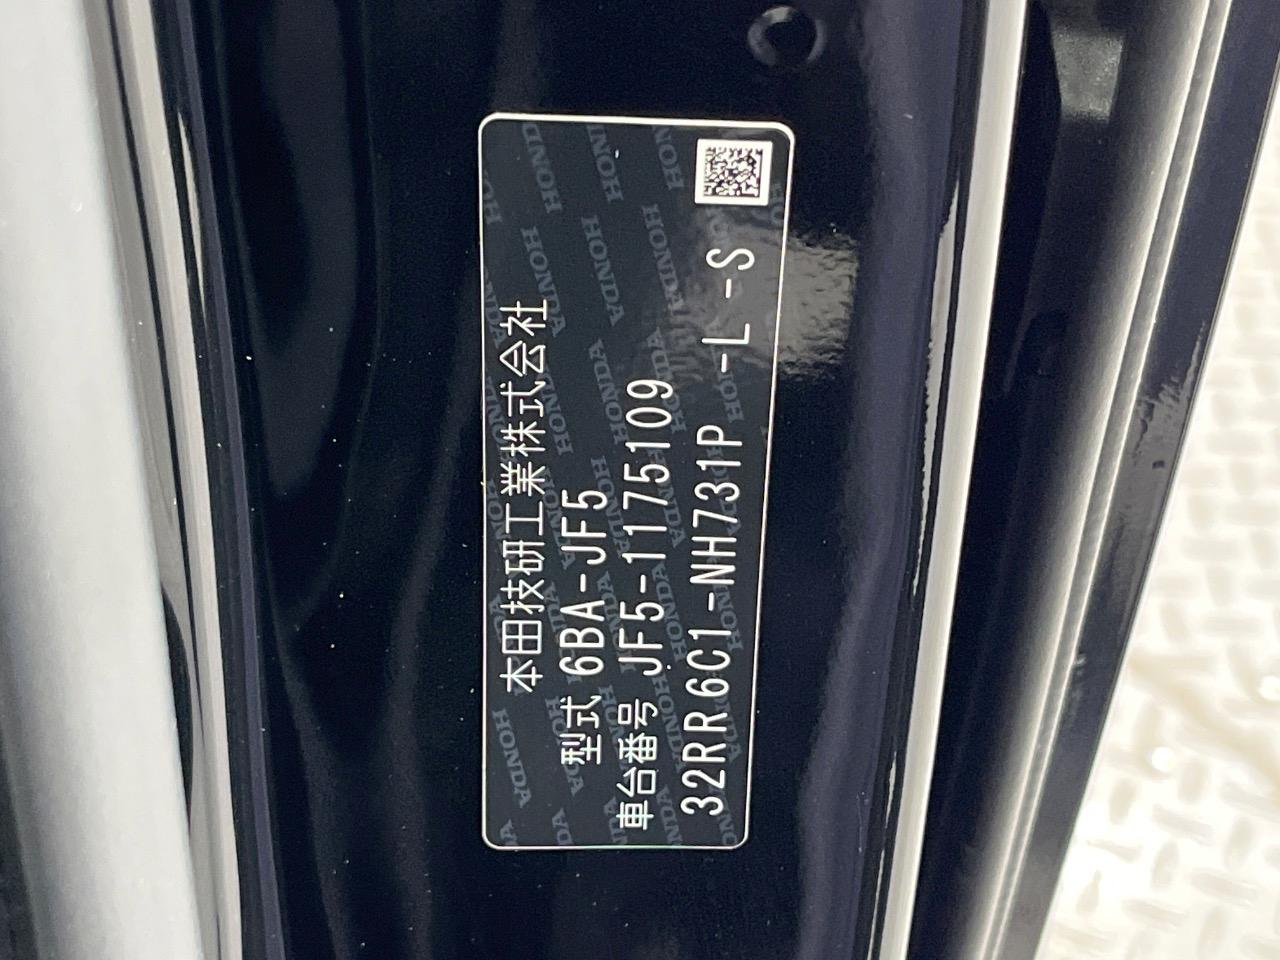 本田技研工業株式会社
型式 6BA-JF5
車台番号 JF5-1175109
32RR6C1-NH731P -L -S